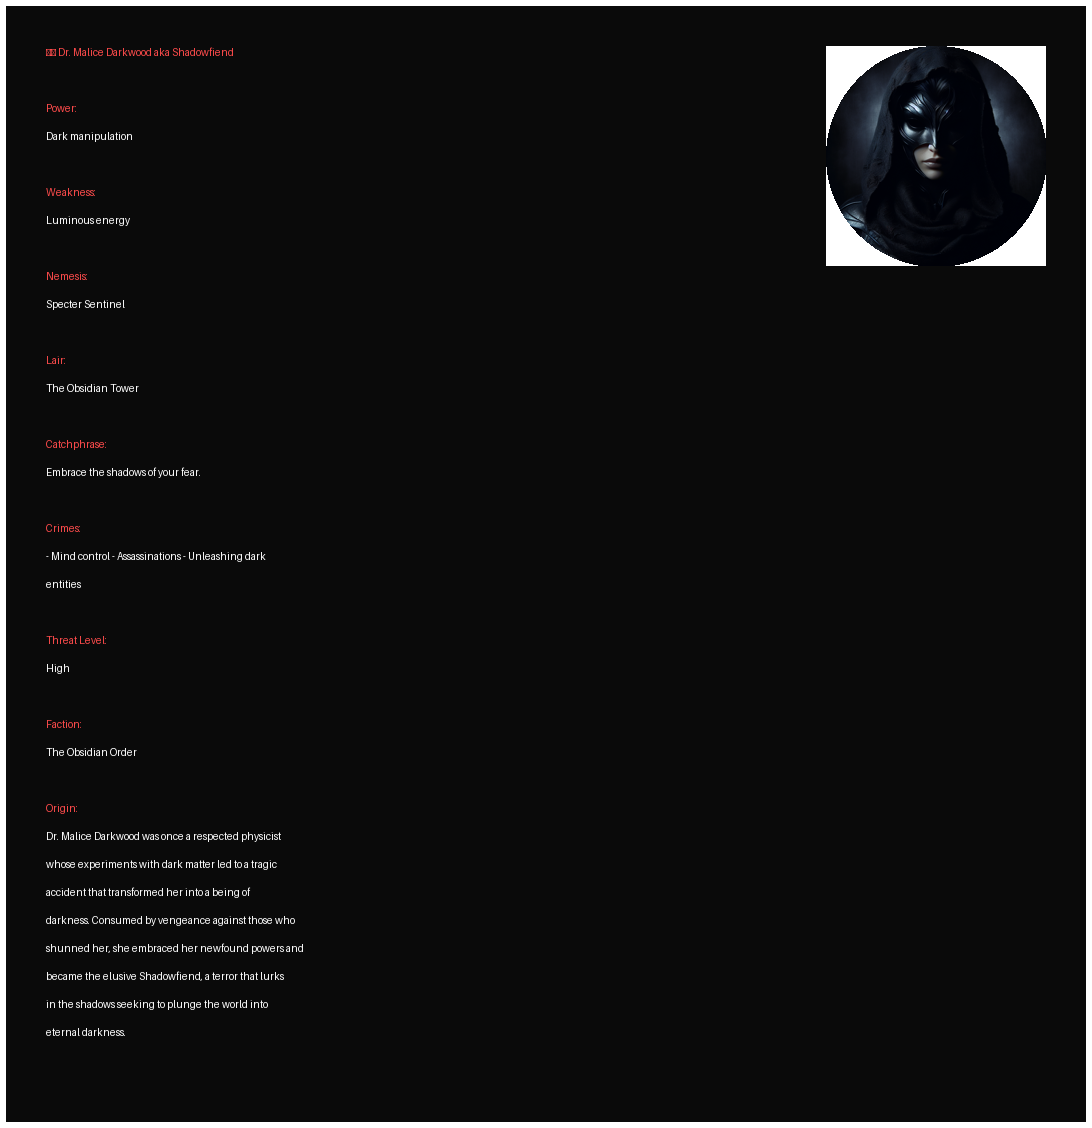 Dr. Malice Darkwood aka Shadowfiend
Power:
Dark manipulation
Weakness:
Luminous energy
Nemesis:
Specter Sentinel
Lair:
The Obsidian Tower
Catchphrase:
Embrace the shadows of your fear.
Crimes:
- Mind control - Assassinations - Unleashing dark
entities
Threat Level:
High
Faction:
The Obsidian Order
Origin:
Dr. Malice Darkwood was once a respected physicist
whose experiments with dark matter led to a tragic
accident that transformed her into a being of
darkness. Consumed by vengeance against those who
shunned her, she embraced her newfound powers and
became the elusive Shadowfiend, a terror that lurks
in the shadows seeking to plunge the world into
eternal darkness.